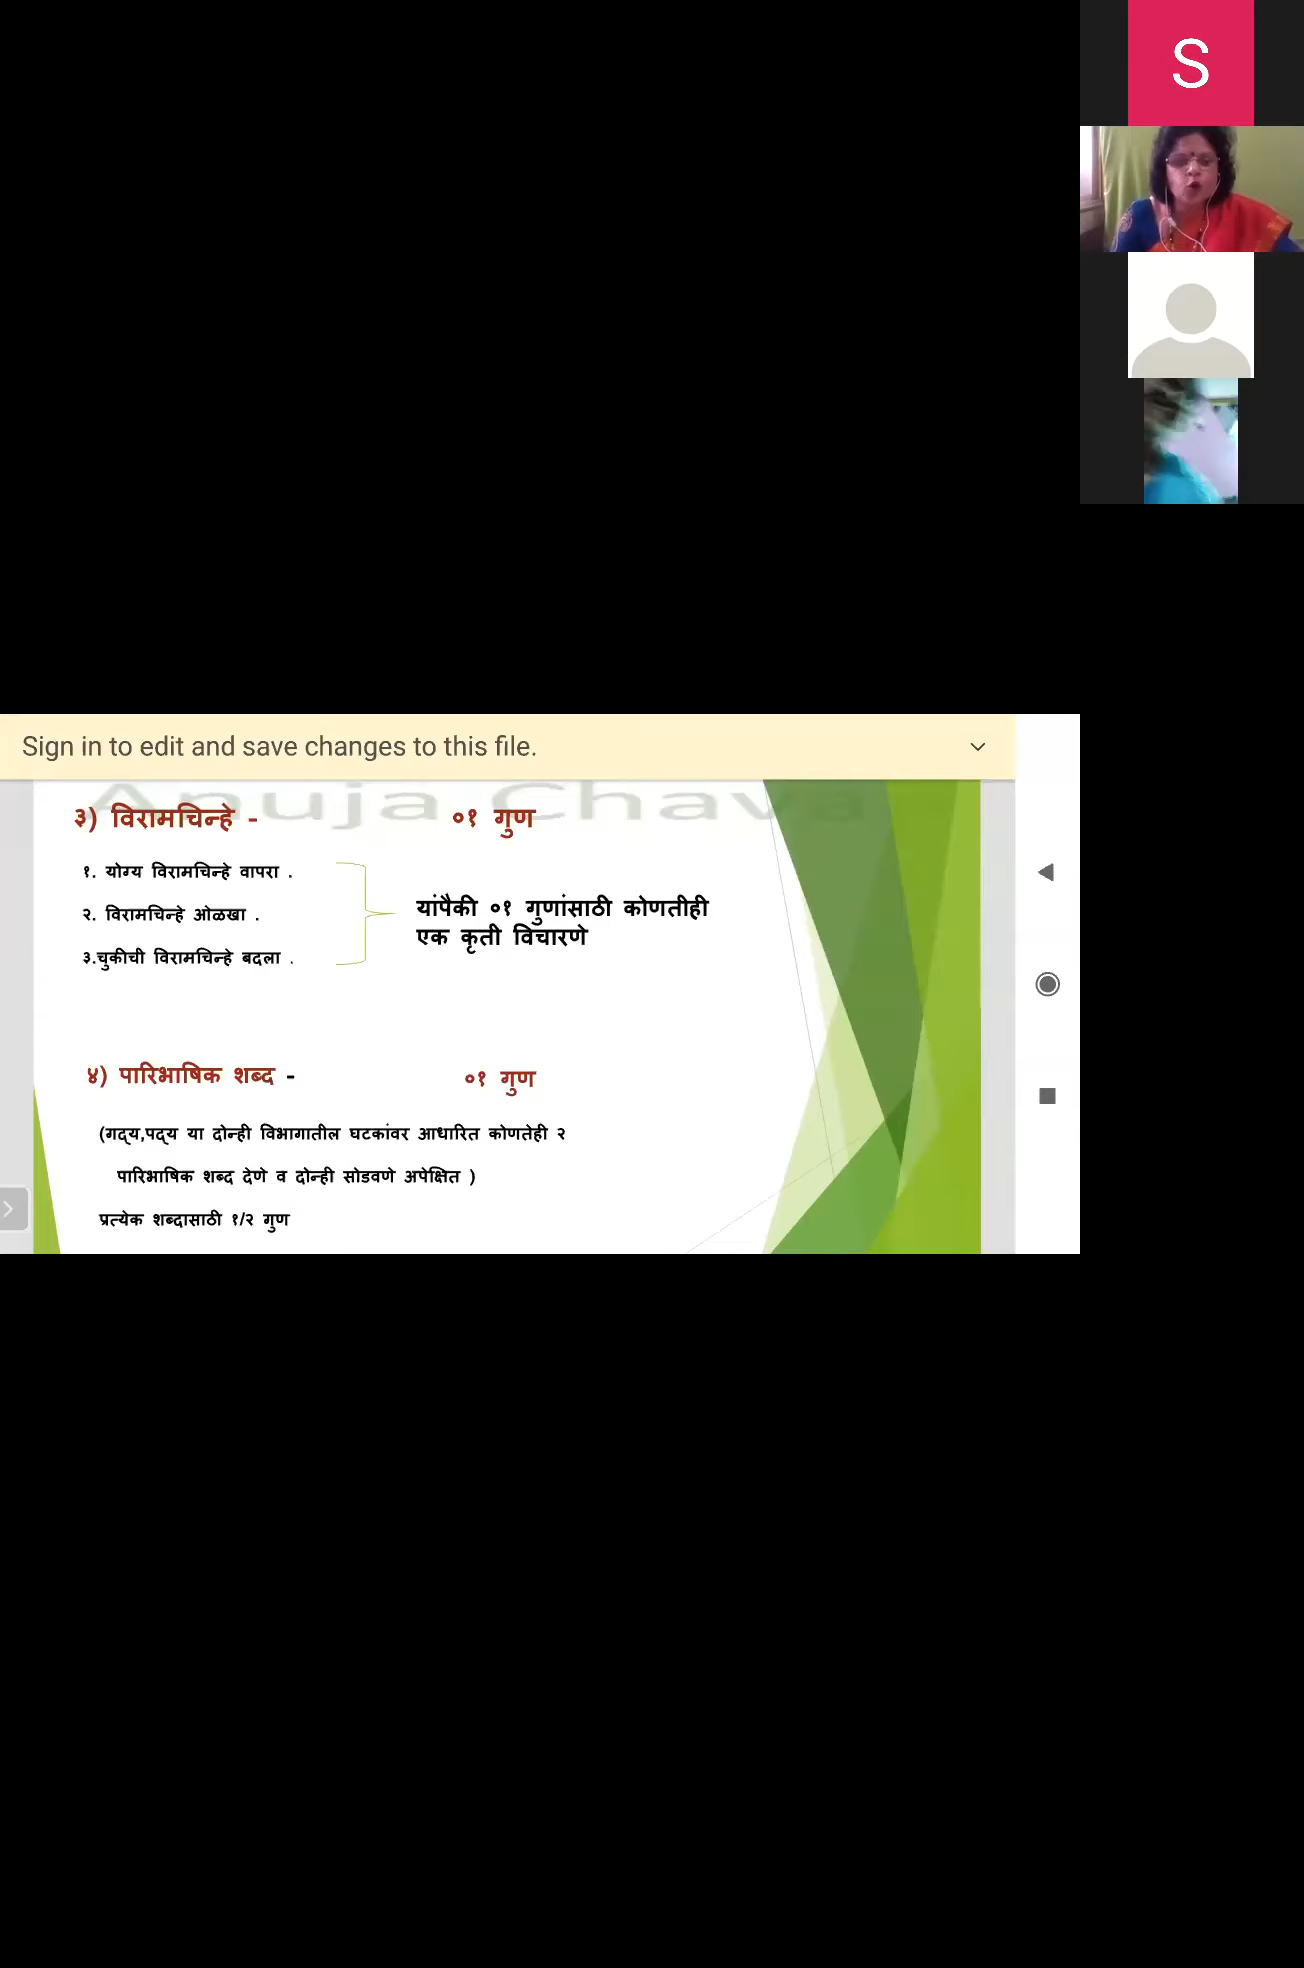 S
Sign in to edit and save changes to this file.
Anuja Chava
३) विरामचिन्हे - ०१ गुण
१. योग्य विरामचिन्हे वापरा .
२. विरामचिन्हे ओळखा .
३.चुकीची विरामचिन्हे बदला .
यांपैकी ०१ गुणांसाठी कोणतीही
एक कृती विचारणे
४) पारिभाषिक शब्द - ०१ गुण
(गद्य,पद्य या दोन्ही विभागातील घटकांवर आधारित कोणतेही २
पारिभाषिक शब्द देणे व दोन्ही सोडवणे अपेक्षित )
प्रत्येक शब्दासाठी १/२ गुण